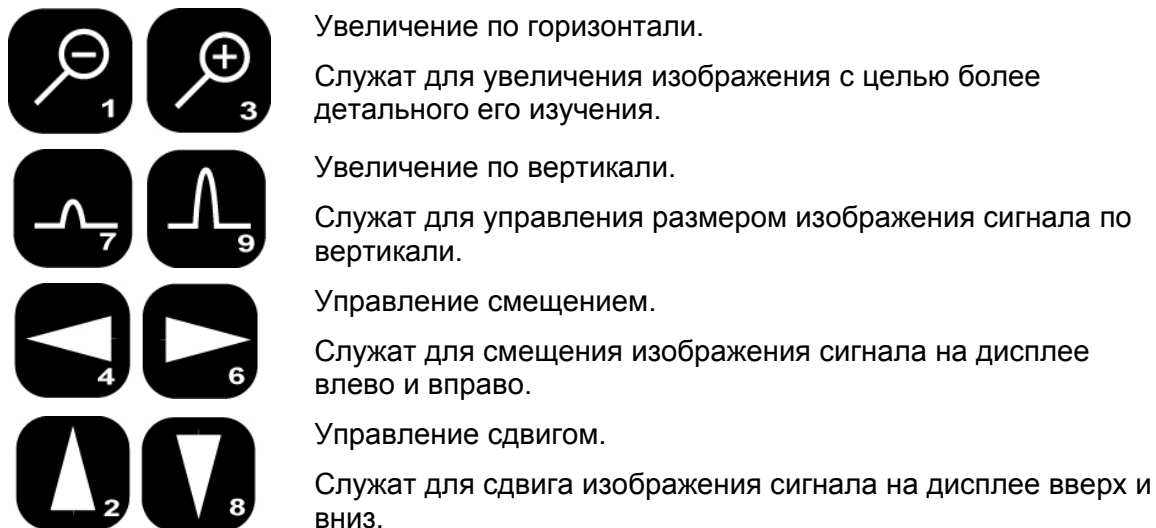 1 3 Увеличение по горизонтали.
Служат для увеличения изображения с целью более
детального его изучения.
7 9 Увеличение по вертикали.
Служат для управления размером изображения сигнала по
вертикали.
4 6 Управление смещением.
Служат для смещения изображения сигнала на дисплее
влево и вправо.
2 8 Управление сдвигом.
Служат для сдвига изображения сигнала на дисплее вверх и
вниз.